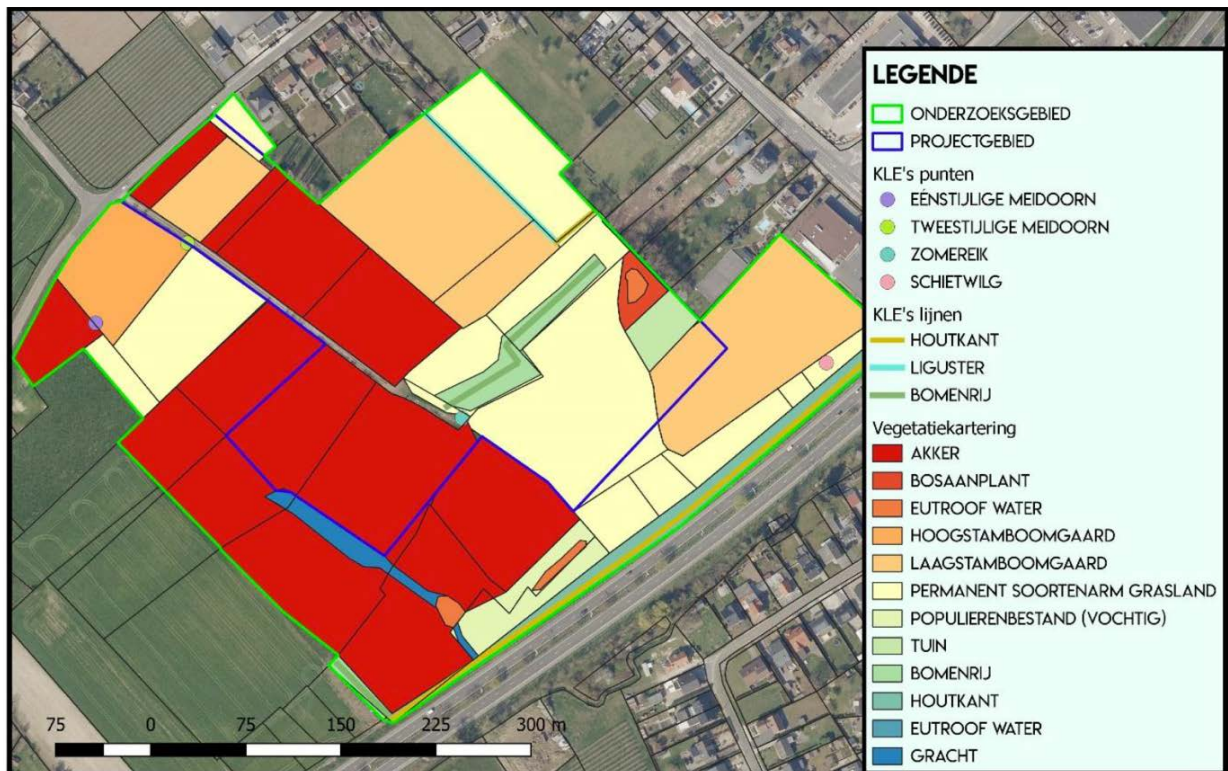 LEGENDE
ONDERZOEKSGEBIED
PROJECTGEBIED
KLE's punten
EÉNSTIJLIGE MEIDOORN
TWEESTIJLIGE MEIDOORN
ZOMEREIK
SCHIETWILG
KLE's lijnen
HOUTKANT
LIGUSTER
BOMENRIJ
Vegetatiekartering
AKKER
BOSAANPLANT
EUTROOF WATER
HOOGSTAMBOOMGAARD
LAAGSTAMBOOMGAARD
PERMANENT SOORTENARM GRASLAND
POPULIERENBESTAND (VOCHTIG)
TUIN
BOMENRIJ
HOUTKANT
EUTROOF WATER
GRACHT
75 0 75 150 225 300 m